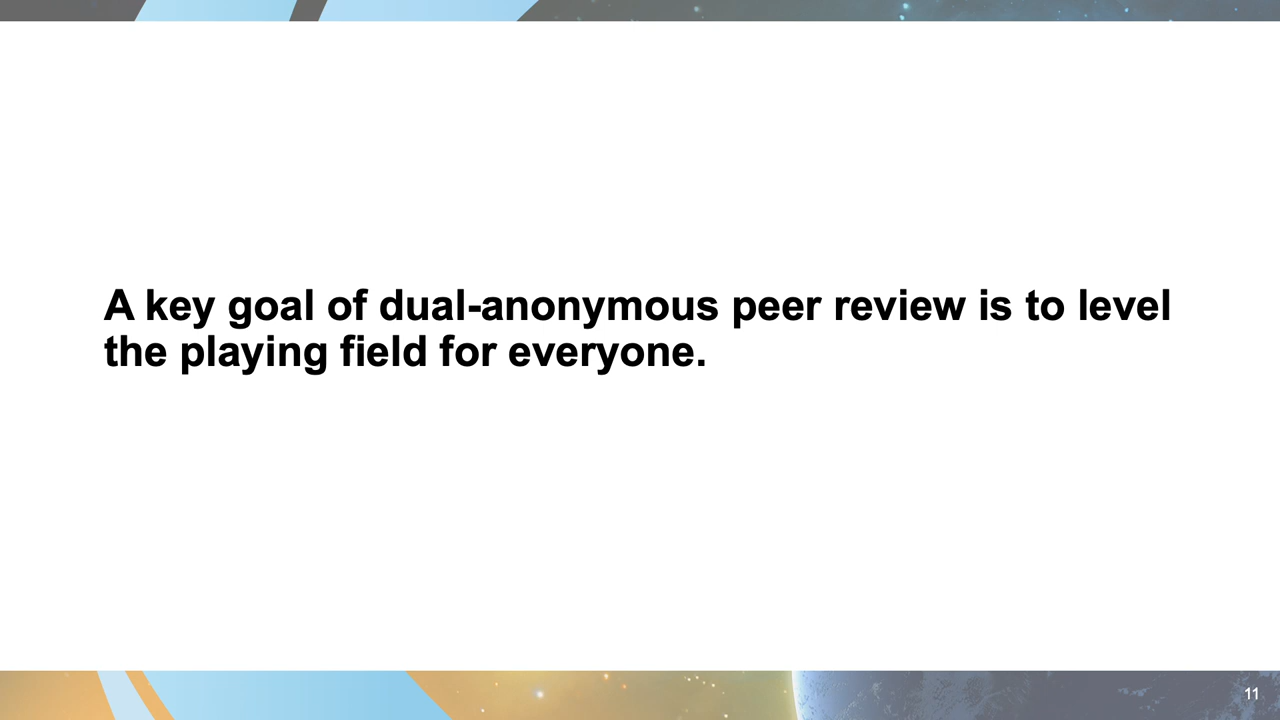 A key goal of dual-anonymous peer review is to level
the playing field for everyone.
11